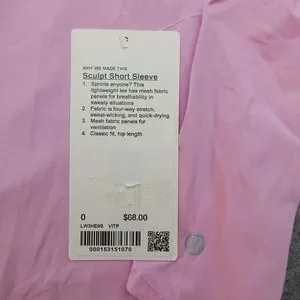 WHY WE MADE THIS
Sculpt Short Sleeve
1. Sprints anyone? This
lightweight tee has mesh fabric
panels for breathability in
sweaty situations
2. Fabric is four-way stretch,
sweat-wicking, and quick-drying
3. Mesh fabric panels for
ventilation
4. Classic fit, hip length
0 $68.00
LW3HE9S VITP
000153151070